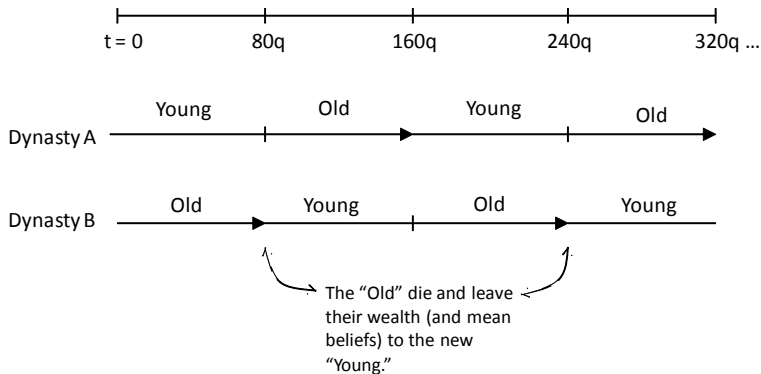 t = 0 80q 160q 240q 320q ...
Young Old Young Old
Dynasty A
Old Young Old Young
Dynasty B
The “Old” die and leave
their wealth (and mean
beliefs) to the new
“Young.”